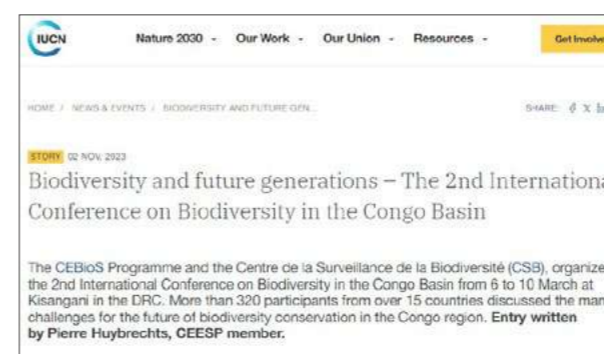 IUCN
Nature 2030 - Our Work - Our Union - Resources - Get Involve
HOME / NEWS & EVENTS / BIODIVERSITY AND FUTURE GEN... SHARE:
STORY 02 NOV, 2023
Biodiversity and future generations – The 2nd Internationa
Conference on Biodiversity in the Congo Basin
The CEBioS Programme and the Centre de la Surveillance de la Biodiversité (CSB), organize
the 2nd International Conference on Biodiversity in the Congo Basin from 6 to 10 March at
Kisangani in the DRC. More than 320 participants from over 15 countries discussed the man
challenges for the future of biodiversity conservation in the Congo region. Entry written
by Pierre Huybrechts, CEESP member.